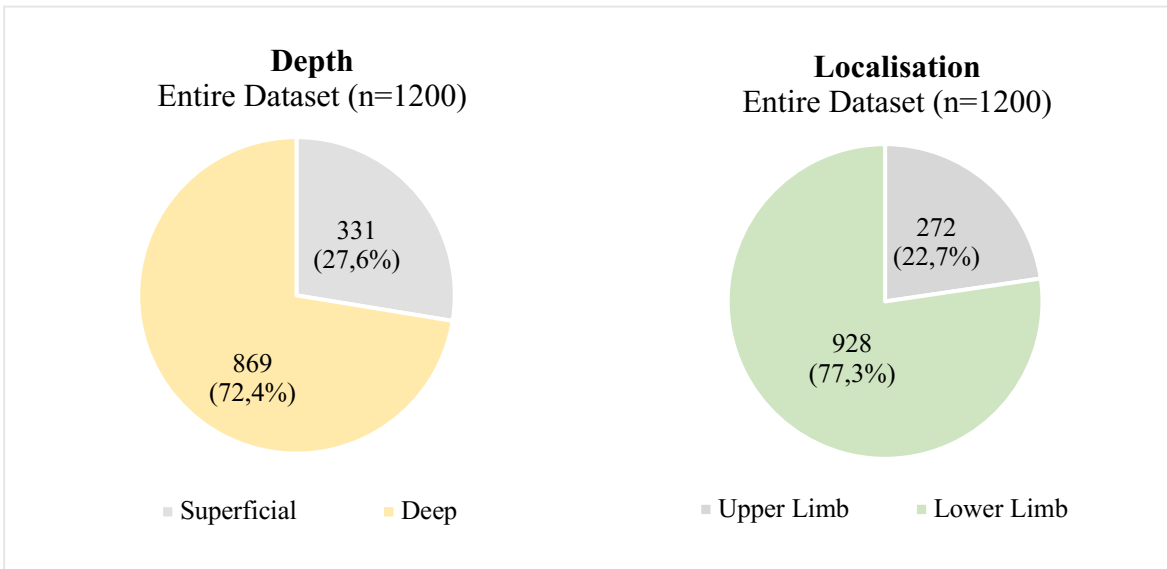 Depth
Entire Dataset (n=1200)
331
(27,6%)
869
(72,4%)
Superficial
Deep
Localisation
Entire Dataset (n=1200)
272
(22,7%)
928
(77,3%)
Upper Limb
Lower Limb